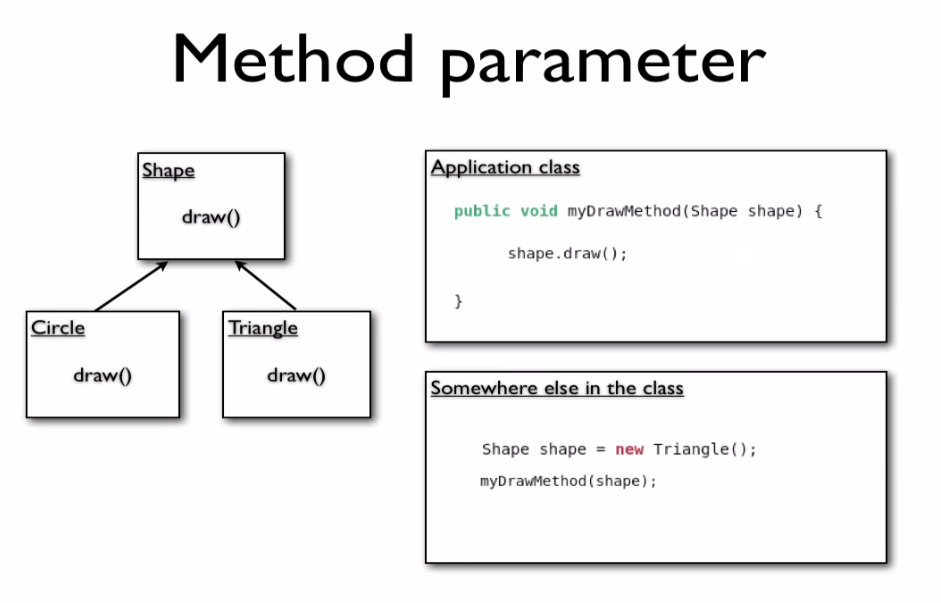 Method parameter
Shape
draw()
Circle
draw()
Triangle
draw()
Application class
public void myDrawMethod(Shape shape) {
shape.draw();
}
Somewhere else in the class
Shape shape = new Triangle();
myDrawMethod(shape);